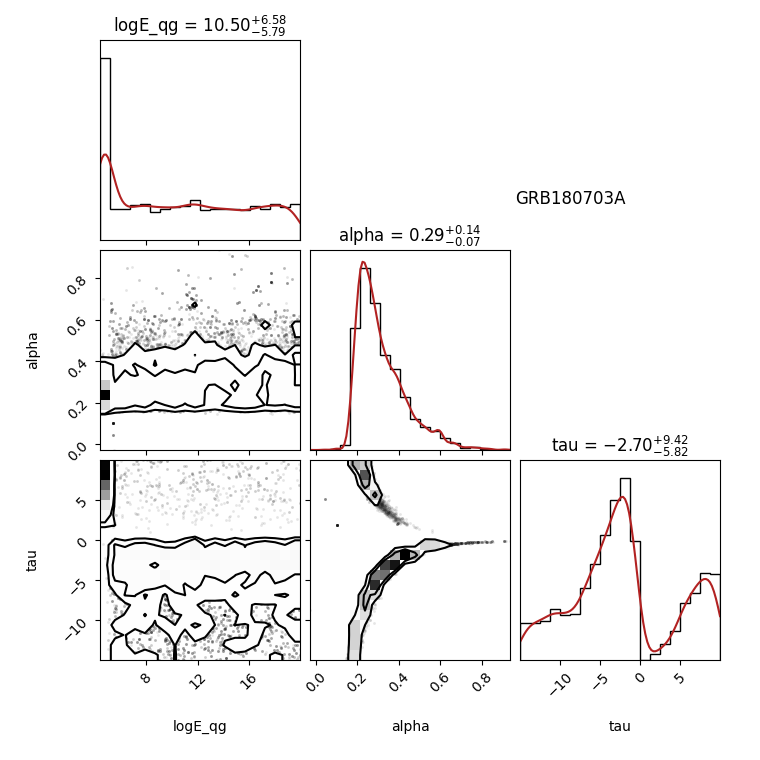 logE_qg = 10.50+6.58−5.79
GRB180703A
alpha = 0.29+0.14−0.07
alpha
0.8
0.6
0.4
0.2
0.0
tau = −2.70+9.42−5.82
tau
5
0
−5
−10
8 12 16
0.0 0.2 0.4 0.6 0.8
−10 −5 0 5
logE_qg alpha tau